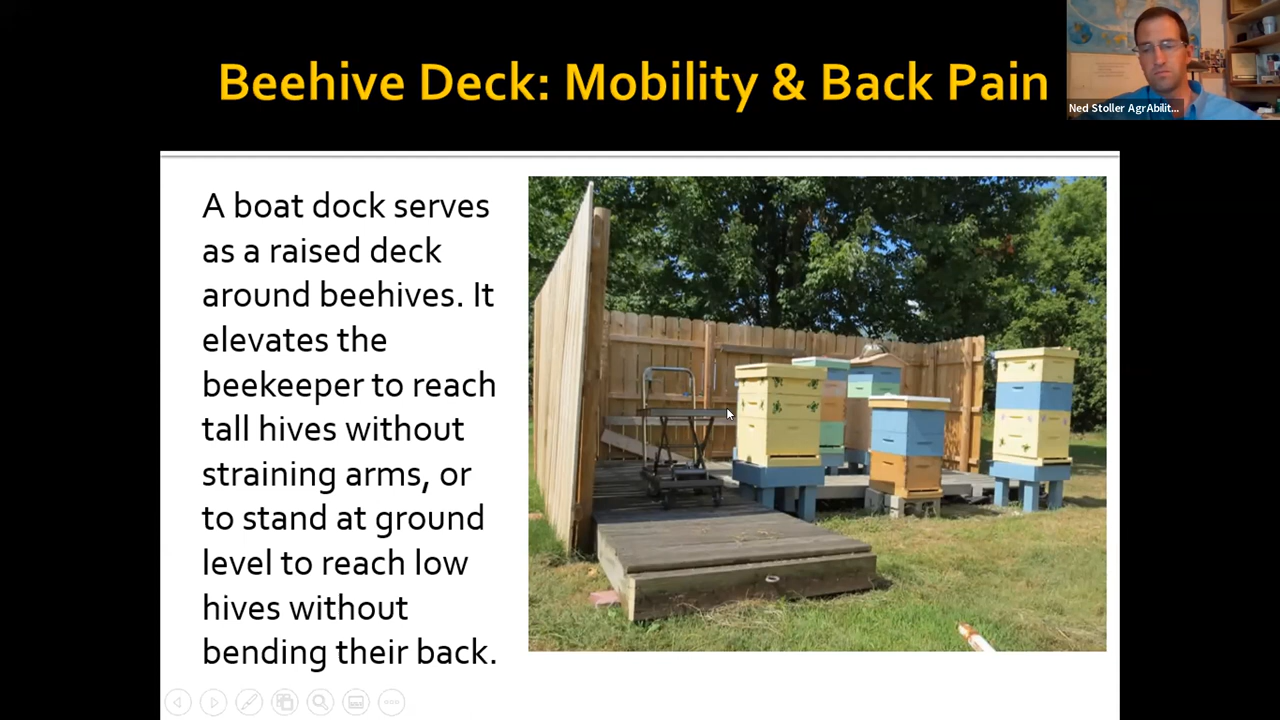 Beehive Deck: Mobility & Back Pain
Ned Stoller AgrAbilit...
A boat dock serves
as a raised deck
around beehives. It
elevates the
beekeeper to reach
tall hives without
straining arms, or
to stand at ground
level to reach low
hives without
bending their back.